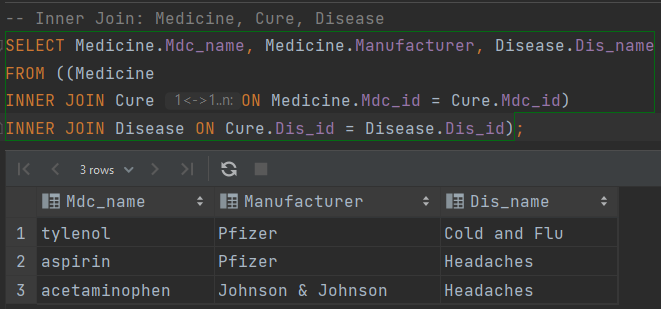 -- Inner Join: Medicine, Cure, Disease
SELECT Medicine.Mdc_name, Medicine.Manufacturer, Disease.Dis_name
FROM ((Medicine
INNER JOIN Cure 1<->1..n: ON Medicine.Mdc_id = Cure.Mdc_id)
INNER JOIN Disease ON Cure.Dis_id = Disease.Dis_id);
3 rows
Mdc_name Manufacturer Dis_name
1 tylenol Pfizer Cold and Flu
2 aspirin Pfizer Headaches
3 acetaminophen Johnson & Johnson Headaches